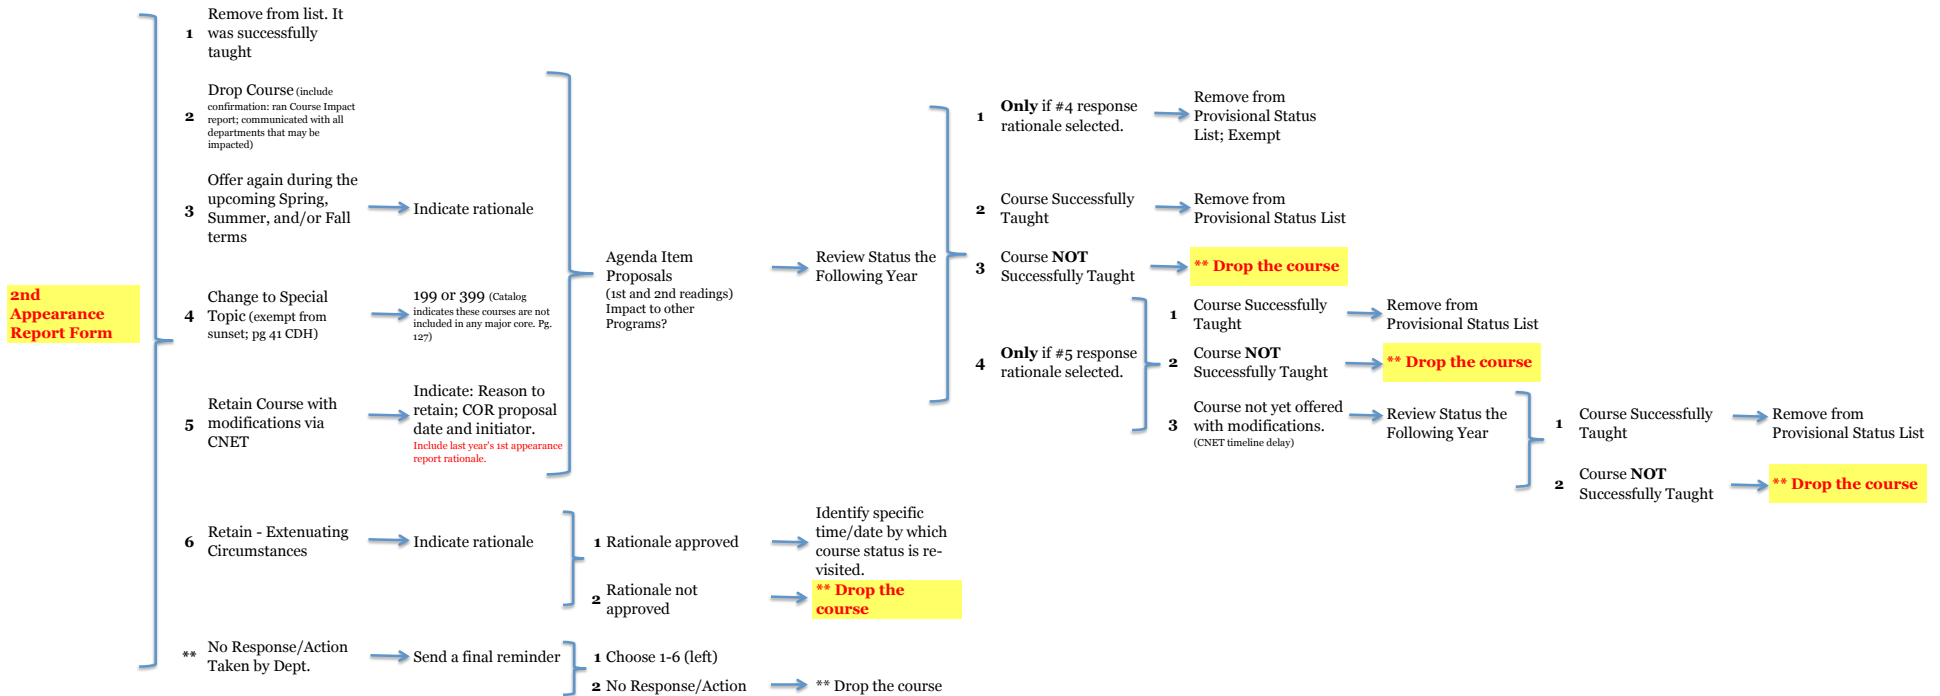 2nd
Appearance
Report Form
1
Remove from list. It
was successfully
taught
2
Drop Course (include
confirmation: ran Course Impact
report; communicated with all
departments that may be
impacted)
3
Offer again during the
upcoming Spring,
Summer, and/or Fall
terms
Indicate rationale
4
Change to Special
Topic (exempt from
sunset; pg 41 CDH)
199 or 399 (Catalog
indicates these courses are not
included in any major core. Pg.
127)
5
Retain Course with
modifications via
CNET
Indicate: Reason to
retain; COR proposal
date and initiator.
Include last year's 1st appearance
report rationale.
Agenda Item
Proposals
(1st and 2nd readings)
Impact to other
Programs?
Review Status the
Following Year
1
Only if #4 response
rationale selected.
Remove from
Provisional Status
List; Exempt
2
Course Successfully
Taught
Remove from
Provisional Status List
3
Course NOT
Successfully Taught
** Drop the course
4
Only if #5 response
rationale selected.
1
Course Successfully
Taught
Remove from
Provisional Status List
2
Course NOT
Successfully Taught
** Drop the course
3
Course not yet offered
with modifications.
(CNET timeline delay)
Review Status the
Following Year
1
Course Successfully
Taught
Remove from
Provisional Status List
2
Course NOT
Successfully Taught
** Drop the course
6
Retain - Extenuating
Circumstances
Indicate rationale
1 Rationale approved
Identify specific
time/date by which
course status is re-
visited.
2
Rationale not
approved
** Drop the
course
**
No Response/Action
Taken by Dept.
Send a final reminder
1 Choose 1-6 (left)
2 No Response/Action
** Drop the course